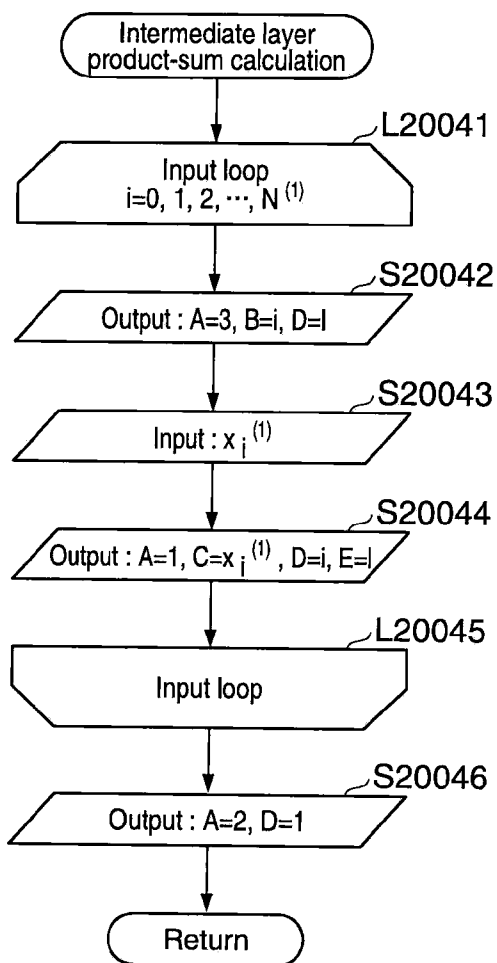 Intermediate layer
product-sum calculation
L20041
Input loop
i=0, 1, 2, ···, N (1)
S20042
Output : A=3, B=i, D=l
S20043
Input : x i (1)
S20044
Output : A=1, C=x i (1) , D=i, E=l
L20045
Input loop
S20046
Output : A=2, D=1
Return